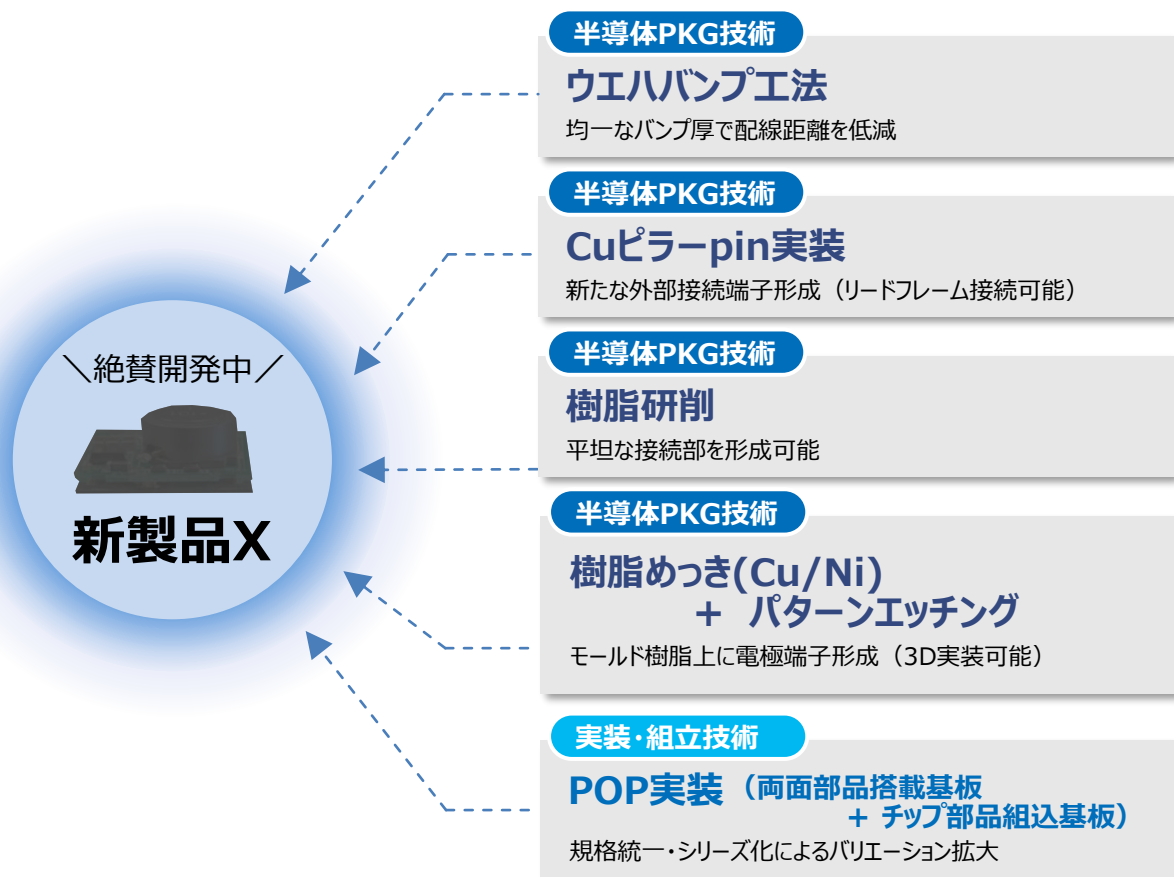 半導体PKG技術
ウエハバンプ工法
均一なバンプ厚で配線距離を低減
半導体PKG技術
Cuピラーpin実装
新たな外部接続端子形成（リードフレーム接続可能）
半導体PKG技術
樹脂研削
平坦な接続部を形成可能
半導体PKG技術
樹脂めっき(Cu/Ni)
+ パターンエッチング
モールド樹脂上に電極端子形成（3D実装可能）
実装・組立技術
POP実装（両面部品搭載基板
+ チップ部品組込基板）
規格統一・シリーズ化によるバリエーション拡大
＼絶賛開発中／
新製品X